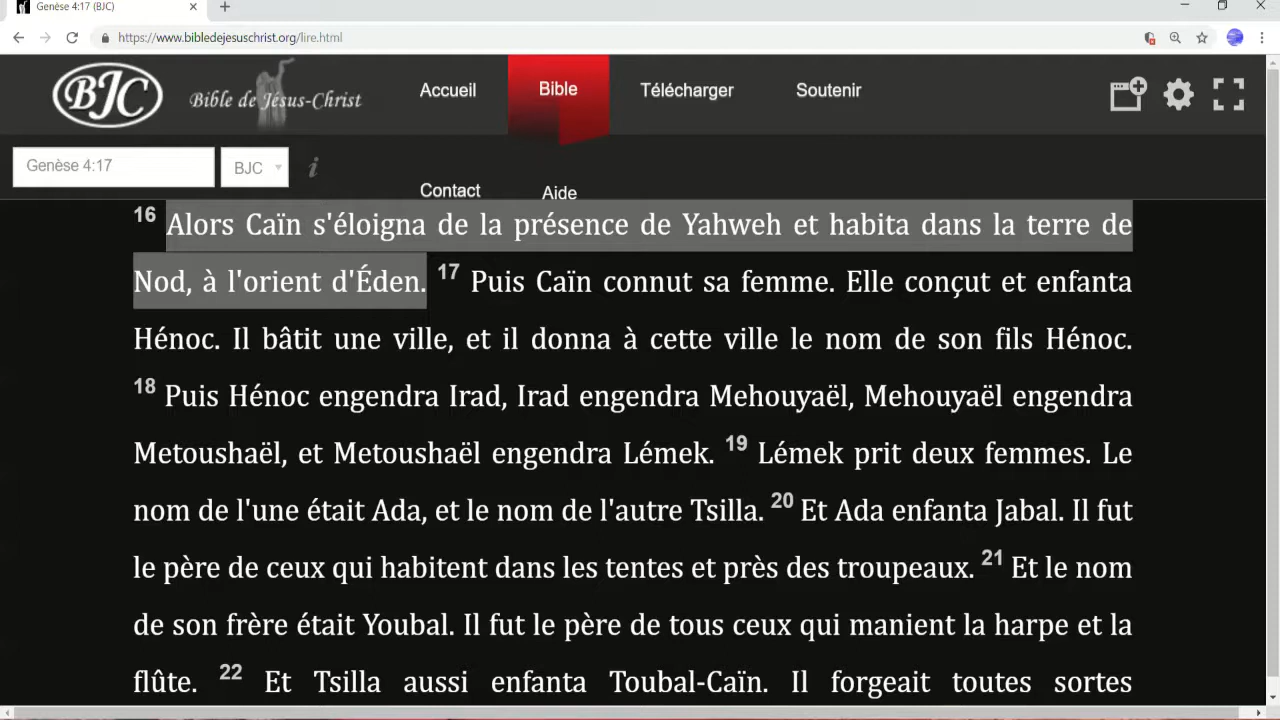 Genèse 4:17 (BJC)
https://www.bibledejesuschrist.org/lire.html
BJC Bible de Jésus-Christ Accueil Bible Télécharger Soutenir
Genèse 4:17 BJC i
Contact Aide
16 Alors Caïn s'éloigna de la présence de Yahweh et habita dans la terre de
Nod, à l'orient d'Éden. 17 Puis Caïn connut sa femme. Elle conçut et enfanta
Hénoc. Il bâtit une ville, et il donna à cette ville le nom de son fils Hénoc.
18 Puis Hénoc engendra Irad, Irad engendra Mehouyaël, Mehouyaël engendra
Metoushaël, et Metoushaël engendra Lémek. 19 Lémek prit deux femmes. Le
nom de l'une était Ada, et le nom de l'autre Tsilla. 20 Et Ada enfanta Jabal. Il fut
le père de ceux qui habitent dans les tentes et près des troupeaux. 21 Et le nom
de son frère était Youbal. Il fut le père de tous ceux qui manient la harpe et la
flûte. 22 Et Tsilla aussi enfanta Toubal-Caïn. Il forgeait toutes sortes